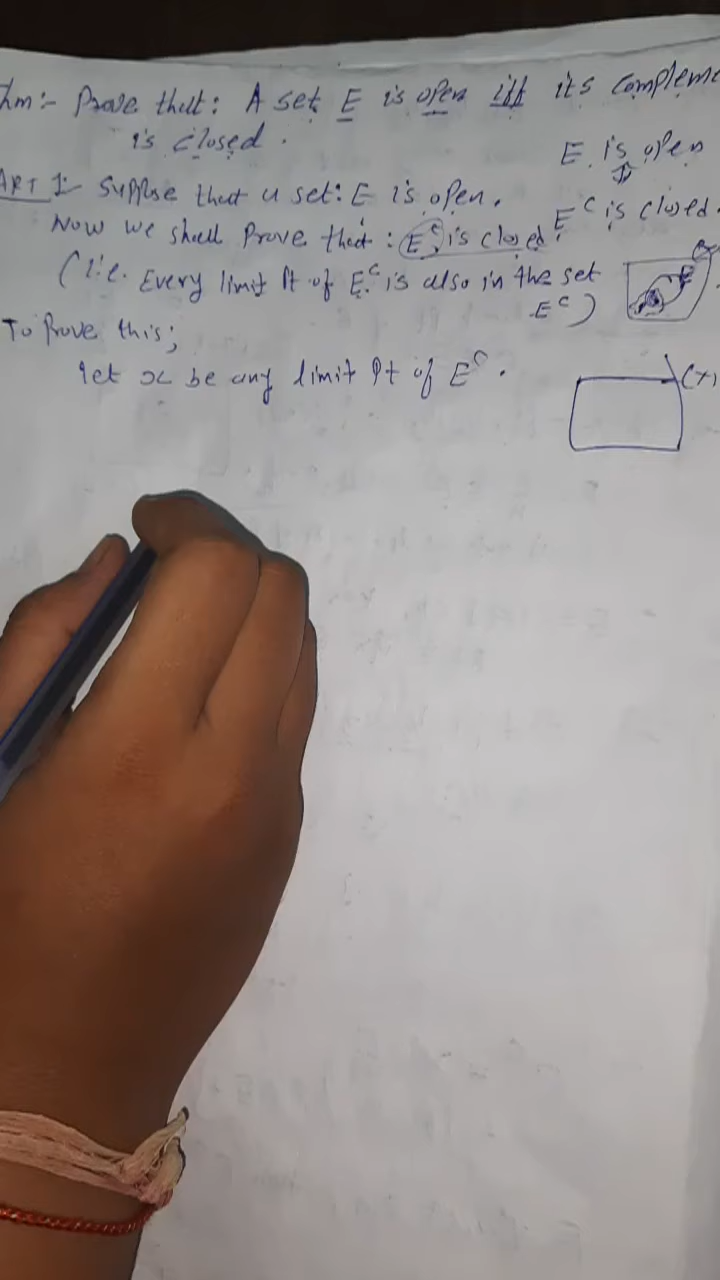 Thm:- Prove that: A set E is open iff its compleme
is closed.
E is open
⇕
E^c is closed.
PART 1:- Suppose that a set: E is open.
Now we shall prove that: E^c is closed.
(i.e. Every limit Pt of E^c is also in the set
E^c)
To Prove this;
let x be any limit Pt of E^c.
(X)